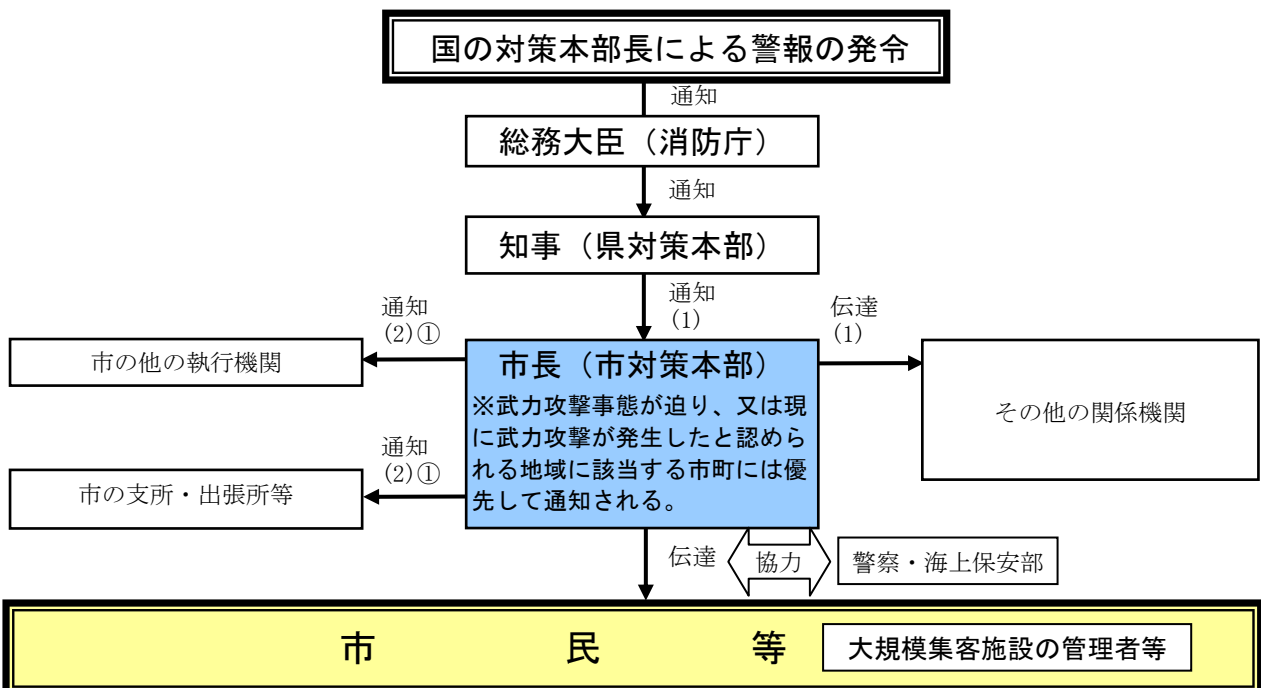 国の対策本部長による警報の発令
通知
総務大臣（消防庁）
通知
知事（県対策本部）
通知
(1)
通知
(2)①
伝達
(1)
市の他の執行機関
市長（市対策本部）
※武力攻撃事態が迫り、又は現
に武力攻撃が発生したと認めら
れる地域に該当する市町には優
先して通知される。
その他の関係機関
通知
(2)①
市の支所・出張所等
伝達
協力
警察・海上保安部
市民等
大規模集客施設の管理者等